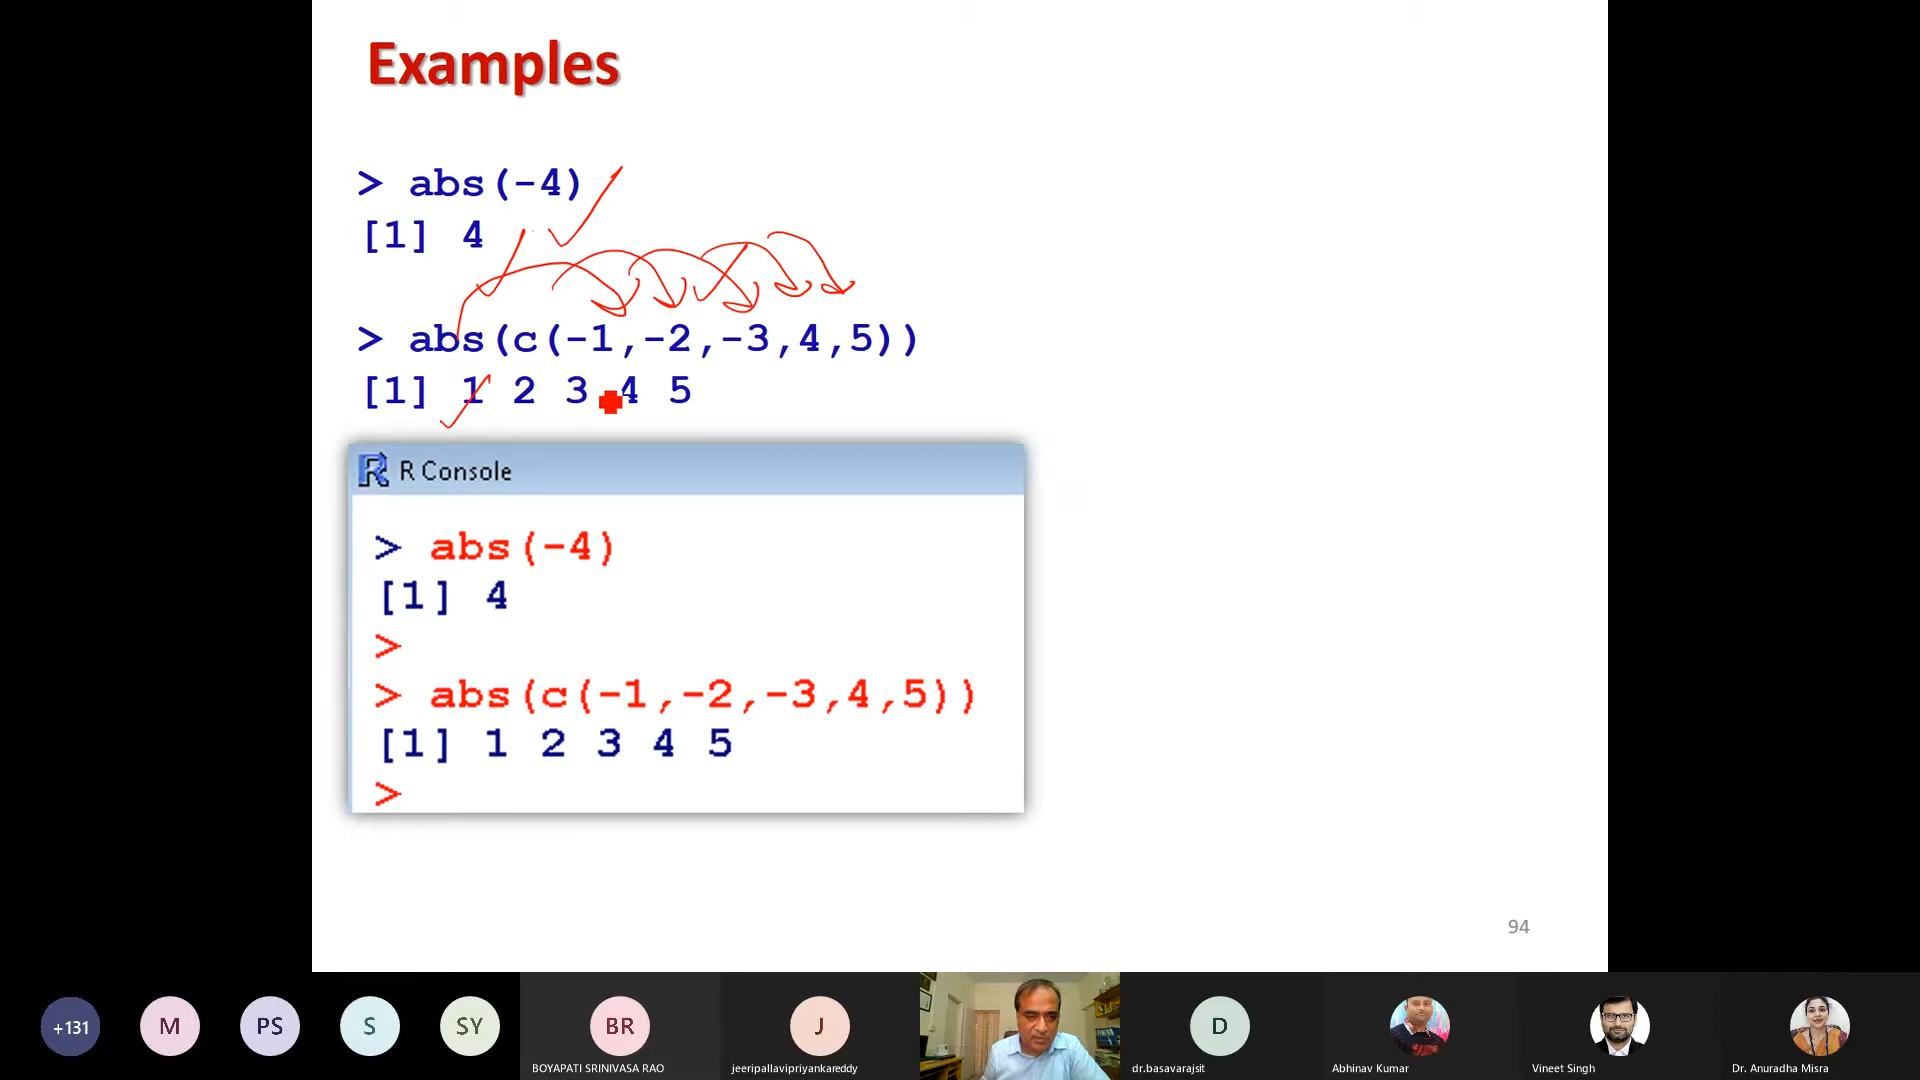 Examples
> abs(-4)
[1] 4
> abs(c(-1,-2,-3,4,5))
[1] 1 2 3 4 5
R Console
> abs(-4)
[1] 4
>
> abs(c(-1,-2,-3,4,5))
[1] 1 2 3 4 5
>
94
+131 M PS S SY BR J D
BOYAPATI SRINIVASA RAO jeeripallavipriyankareddy dr.basavarajsit Abhinav Kumar Vineet Singh Dr. Anuradha Misra